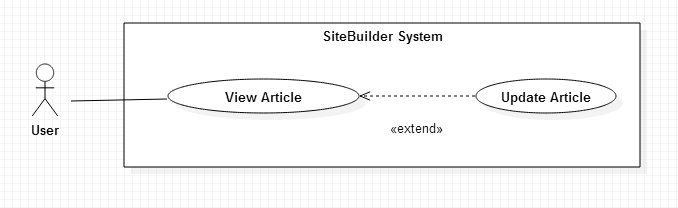 SiteBuilder System
View Article
Update Article
«extend»
User